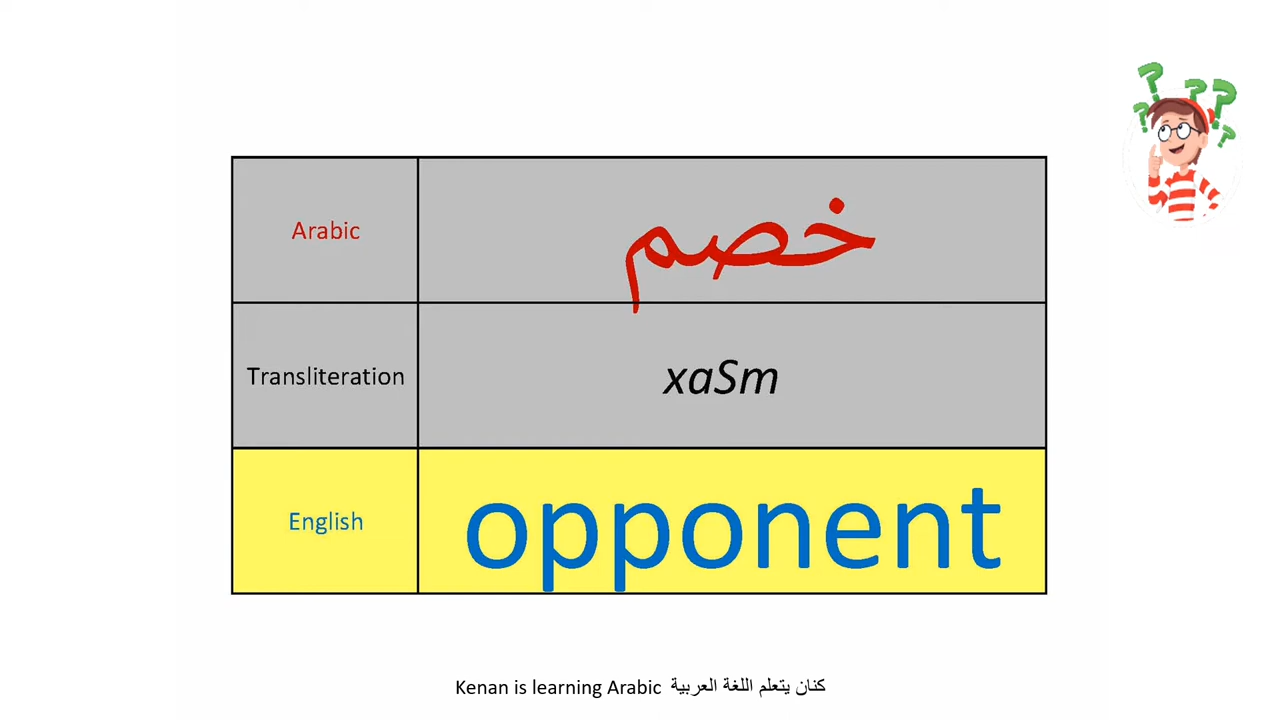 Arabic خصم
Transliteration xaSm
English opponent
Kenan is learning Arabic كنان يتعلم اللغة العربية